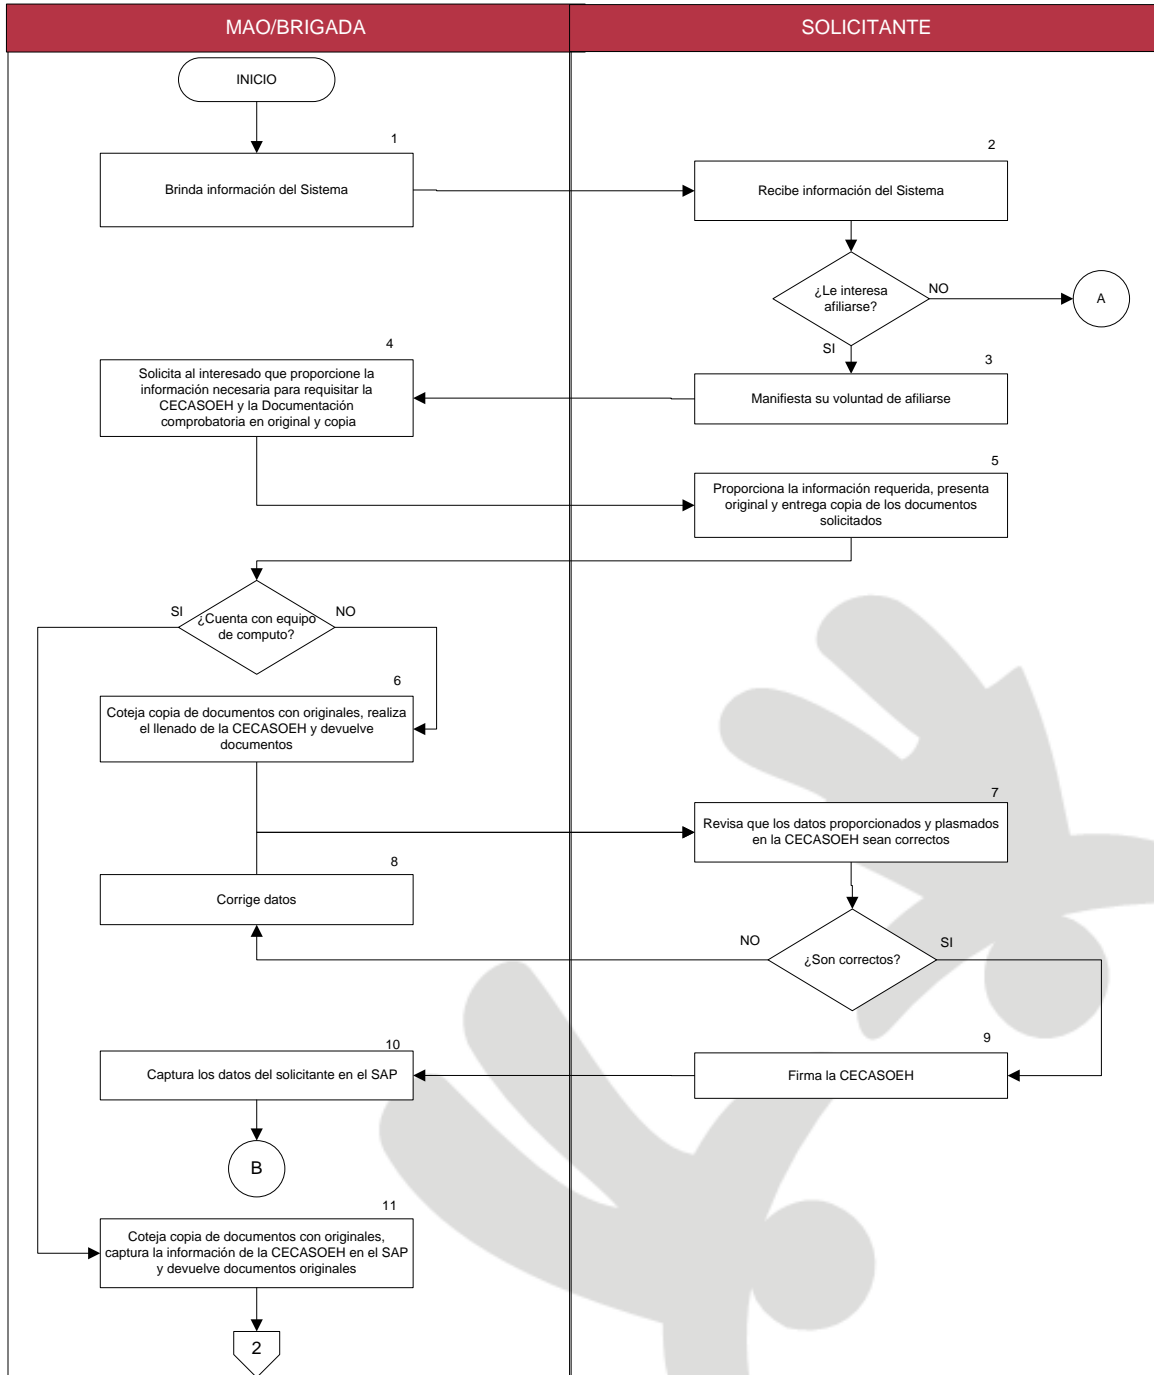 MAO/BRIGADA
SOLICITANTE
INICIO
1
Brinda información del Sistema
2
Recibe información del Sistema
¿Le interesa
afiliarse?
NO
A
SI
3
Manifiesta su voluntad de afiliarse
4
Solicita al interesado que proporcione la
información necesaria para requisitar la
CECASOEH y la Documentación
comprobatoria en original y copia
5
Proporciona la información requerida, presenta
original y entrega copia de los documentos
solicitados
SI
¿Cuenta con equipo
de computo?
NO
6
Coteja copia de documentos con originales, realiza
el llenado de la CECASOEH y devuelve
documentos
7
Revisa que los datos proporcionados y plasmados
en la CECASOEH sean correctos
8
Corrige datos
NO
¿Son correctos?
SI
9
Firma la CECASOEH
10
Captura los datos del solicitante en el SAP
B
11
Coteja copia de documentos con originales,
captura la información de la CECASOEH en el SAP
y devuelve documentos originales
2